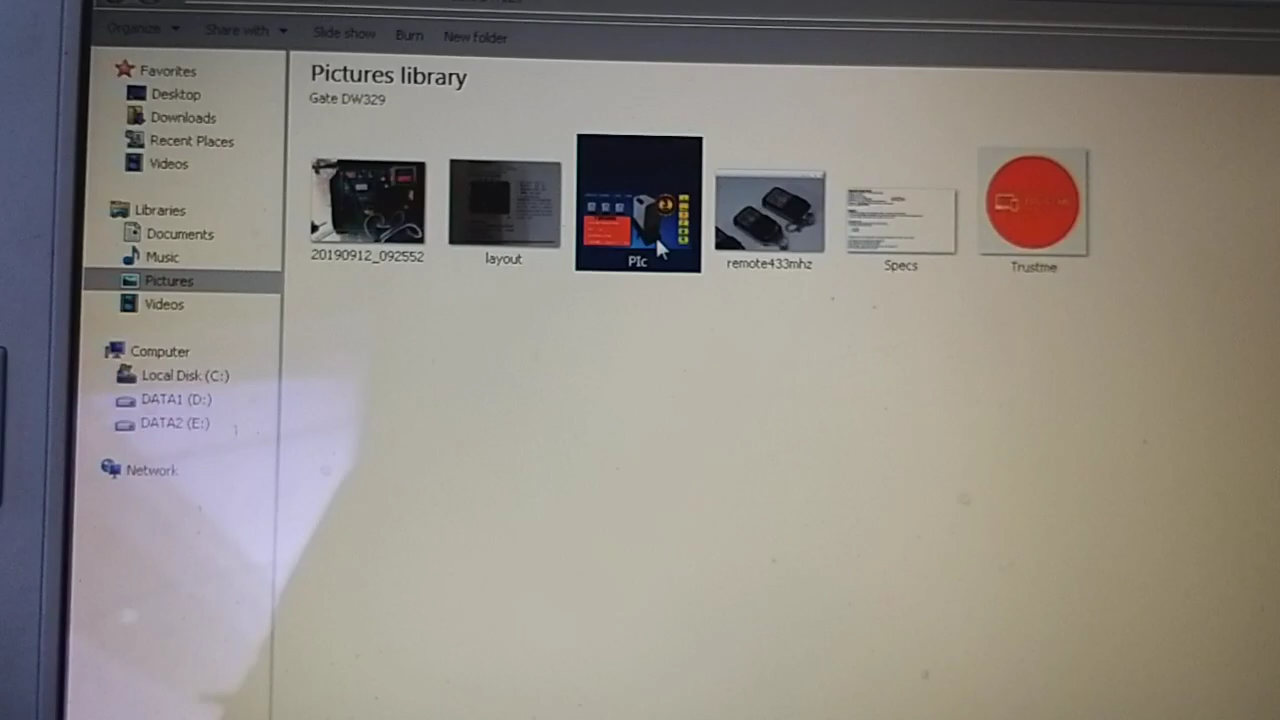 Organize Share with Slide show Burn New folder
Favorites
Desktop
Downloads
Recent Places
Videos
Libraries
Documents
Music
Pictures
Videos
Computer
Local Disk (C:)
DATA1 (D:)
DATA2 (E:)
Network
Pictures library
Gate DW329
20190912_092552
layout
PIc
remote433mhz
Specs
Trustme